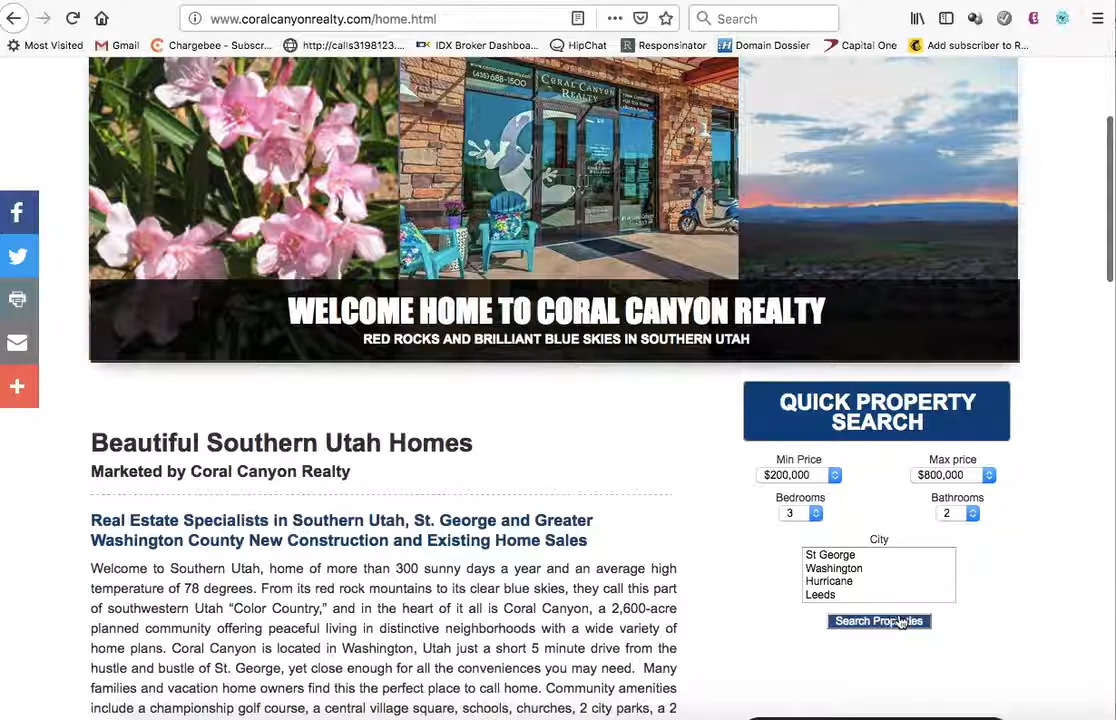 www.coralcanyonrealty.com/home.html
Search
Most Visited
Gmail
Chargebee - Subscr...
http://calls3198123....
IDX Broker Dashboa...
HipChat
Responsinator
Domain Dossier
Capital One
Add subscriber to R...
www.coralcanyonrealty.com
(435) 688-1500
CORAL CANYON
REALTY
WELCOME HOME TO CORAL CANYON REALTY
RED ROCKS AND BRILLIANT BLUE SKIES IN SOUTHERN UTAH
Beautiful Southern Utah Homes
Marketed by Coral Canyon Realty
Real Estate Specialists in Southern Utah, St. George and Greater
Washington County New Construction and Existing Home Sales
Welcome to Southern Utah, home of more than 300 sunny days a year and an average high
temperature of 78 degrees. From its red rock mountains to its clear blue skies, they call this part
of southwestern Utah “Color Country,” and in the heart of it all is Coral Canyon, a 2,600-acre
planned community offering peaceful living in distinctive neighborhoods with a wide variety of
home plans. Coral Canyon is located in Washington, Utah just a short 5 minute drive from the
hustle and bustle of St. George, yet close enough for all the conveniences you may need. Many
families and vacation home owners find this the perfect place to call home. Community amenities
include a championship golf course, a central village square, schools, churches, 2 city parks, a 2
QUICK PROPERTY
SEARCH
Min Price
Max price
$200,000
$800,000
Bedrooms
Bathrooms
3
2
City
St George
Washington
Hurricane
Leeds
Search Properties